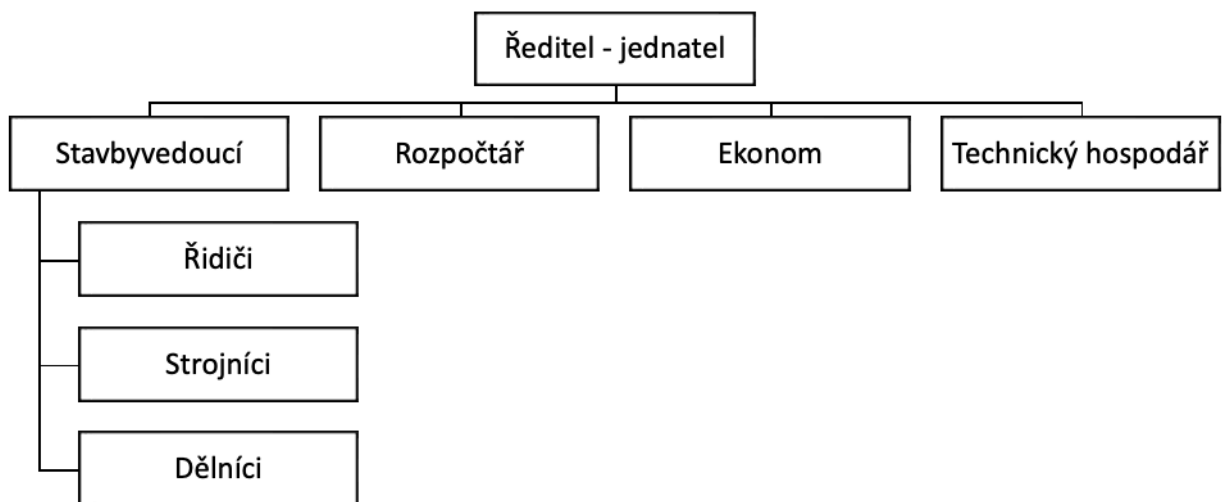 Ředitel - jednatel
Stavbyvedoucí
Rozpočtář
Ekonom
Technický hospodář
Řidiči
Strojníci
Dělníci